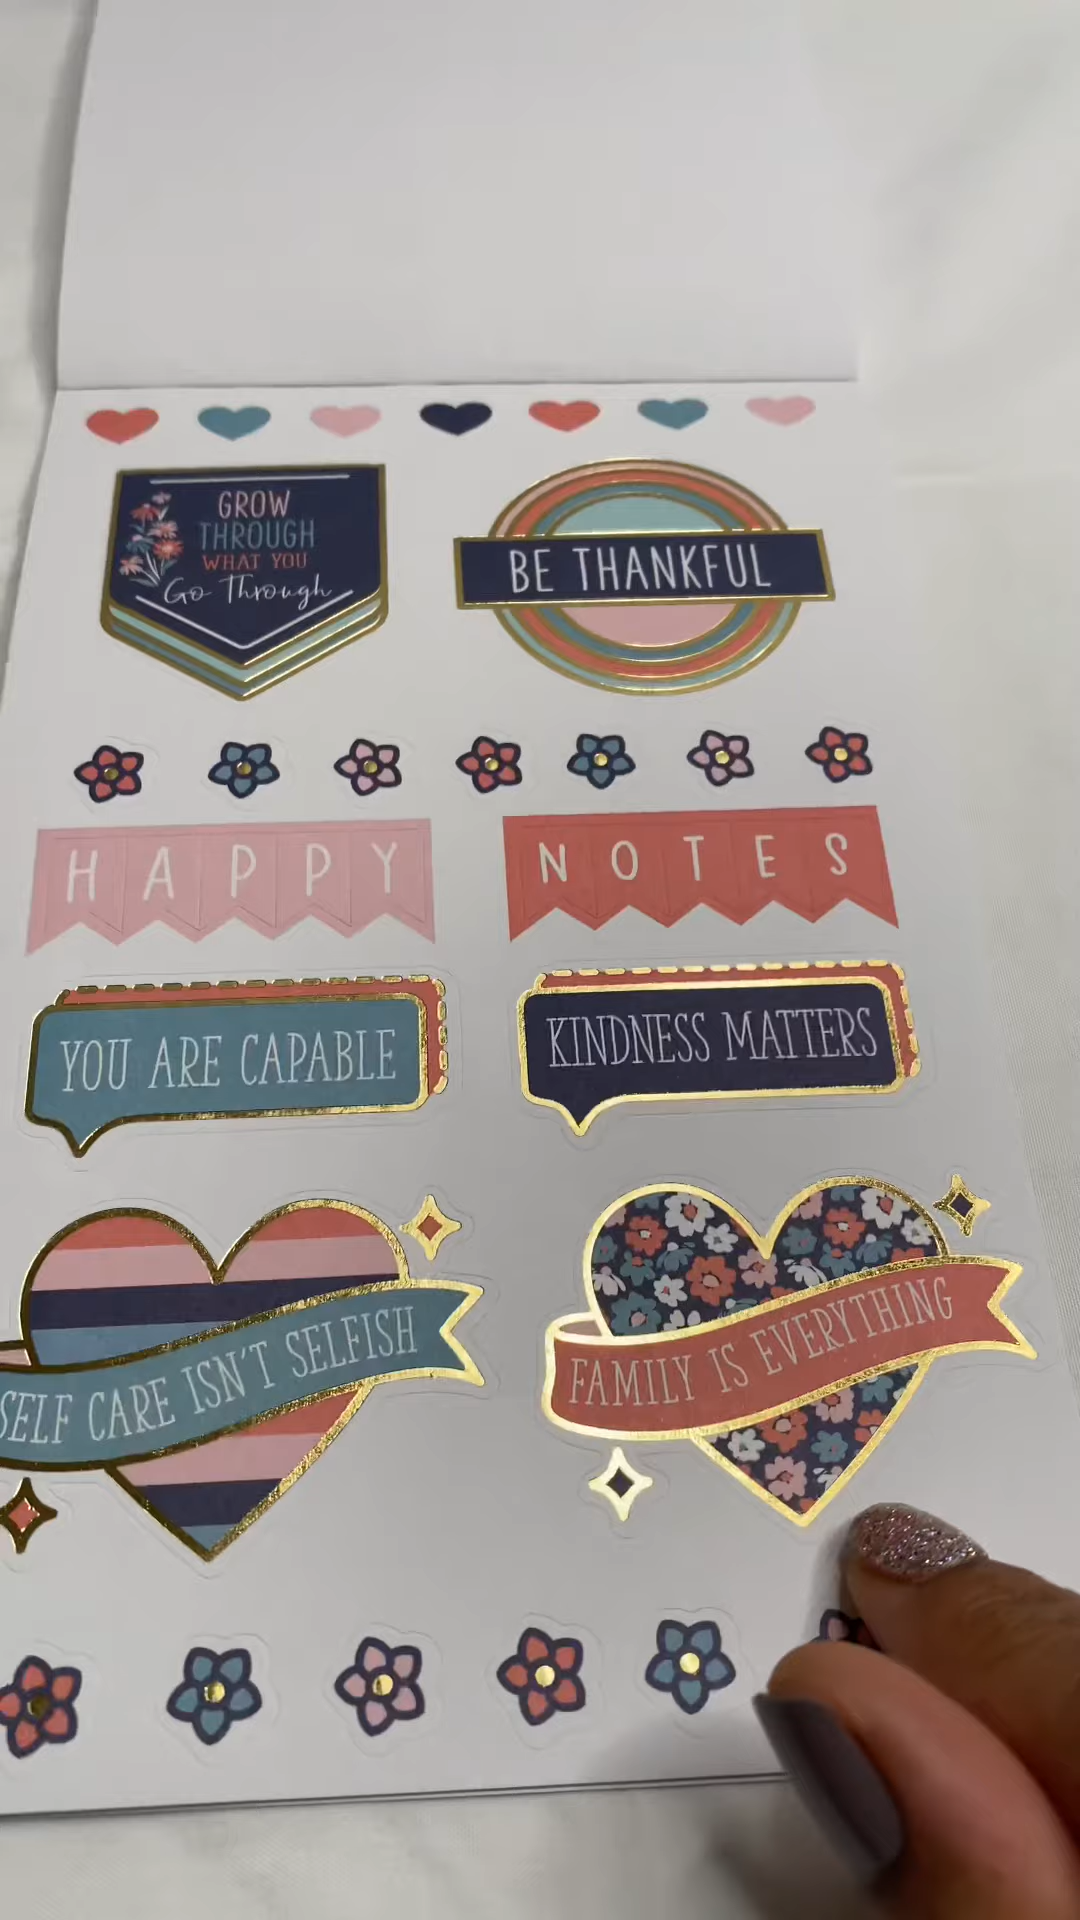 GROW
THROUGH
WHAT YOU
Go Through
BE THANKFUL
HAPPY
NOTES
YOU ARE CAPABLE
KINDNESS MATTERS
SELF CARE ISN'T SELFISH
FAMILY IS EVERYTHING